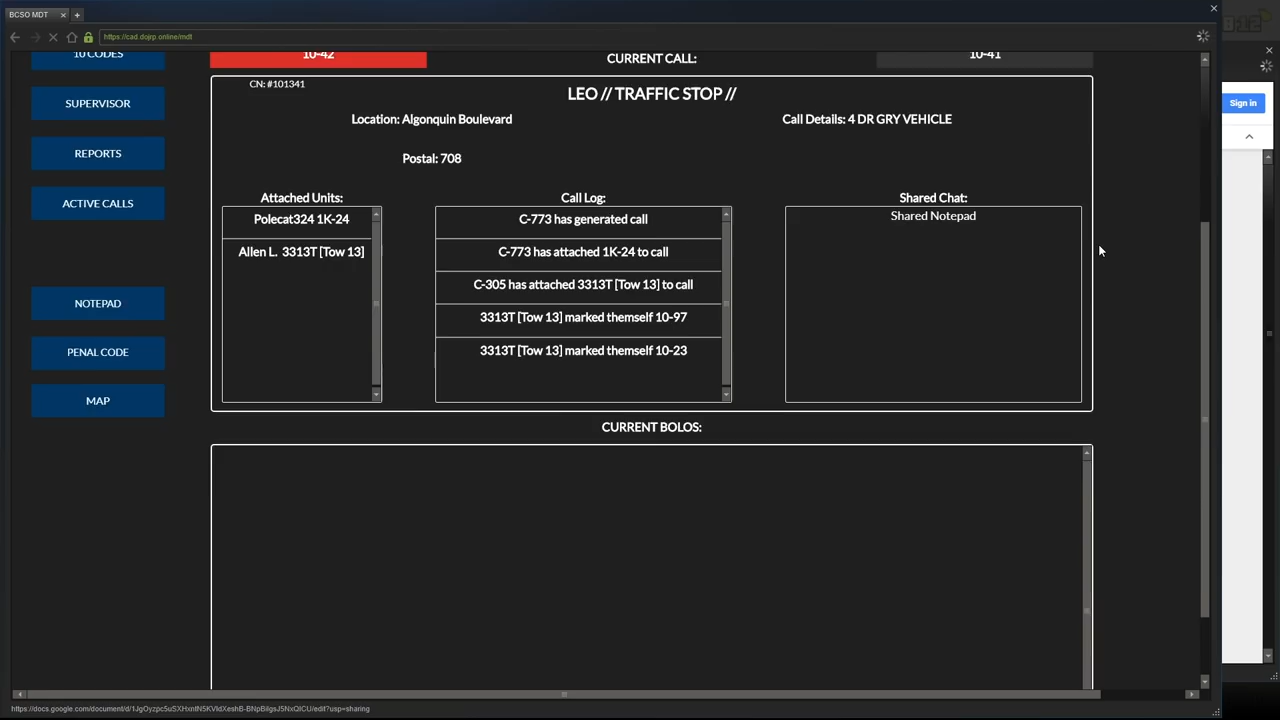 BCSO MDT
https://cad.dojrp.online/mdt
10 CODES
10-42
CURRENT CALL:
10-41
CN: #101341
LEO // TRAFFIC STOP //
SUPERVISOR
Location: Algonquin Boulevard
Call Details: 4 DR GRY VEHICLE
REPORTS
Postal: 708
ACTIVE CALLS
Attached Units:
Call Log:
Shared Chat:
Polecat324 1K-24
C-773 has generated call
Shared Notepad
Allen L. 3313T [Tow 13]
C-773 has attached 1K-24 to call
C-305 has attached 3313T [Tow 13] to call
NOTEPAD
3313T [Tow 13] marked themself 10-97
PENAL CODE
3313T [Tow 13] marked themself 10-23
MAP
CURRENT BOLOS:
Sign in